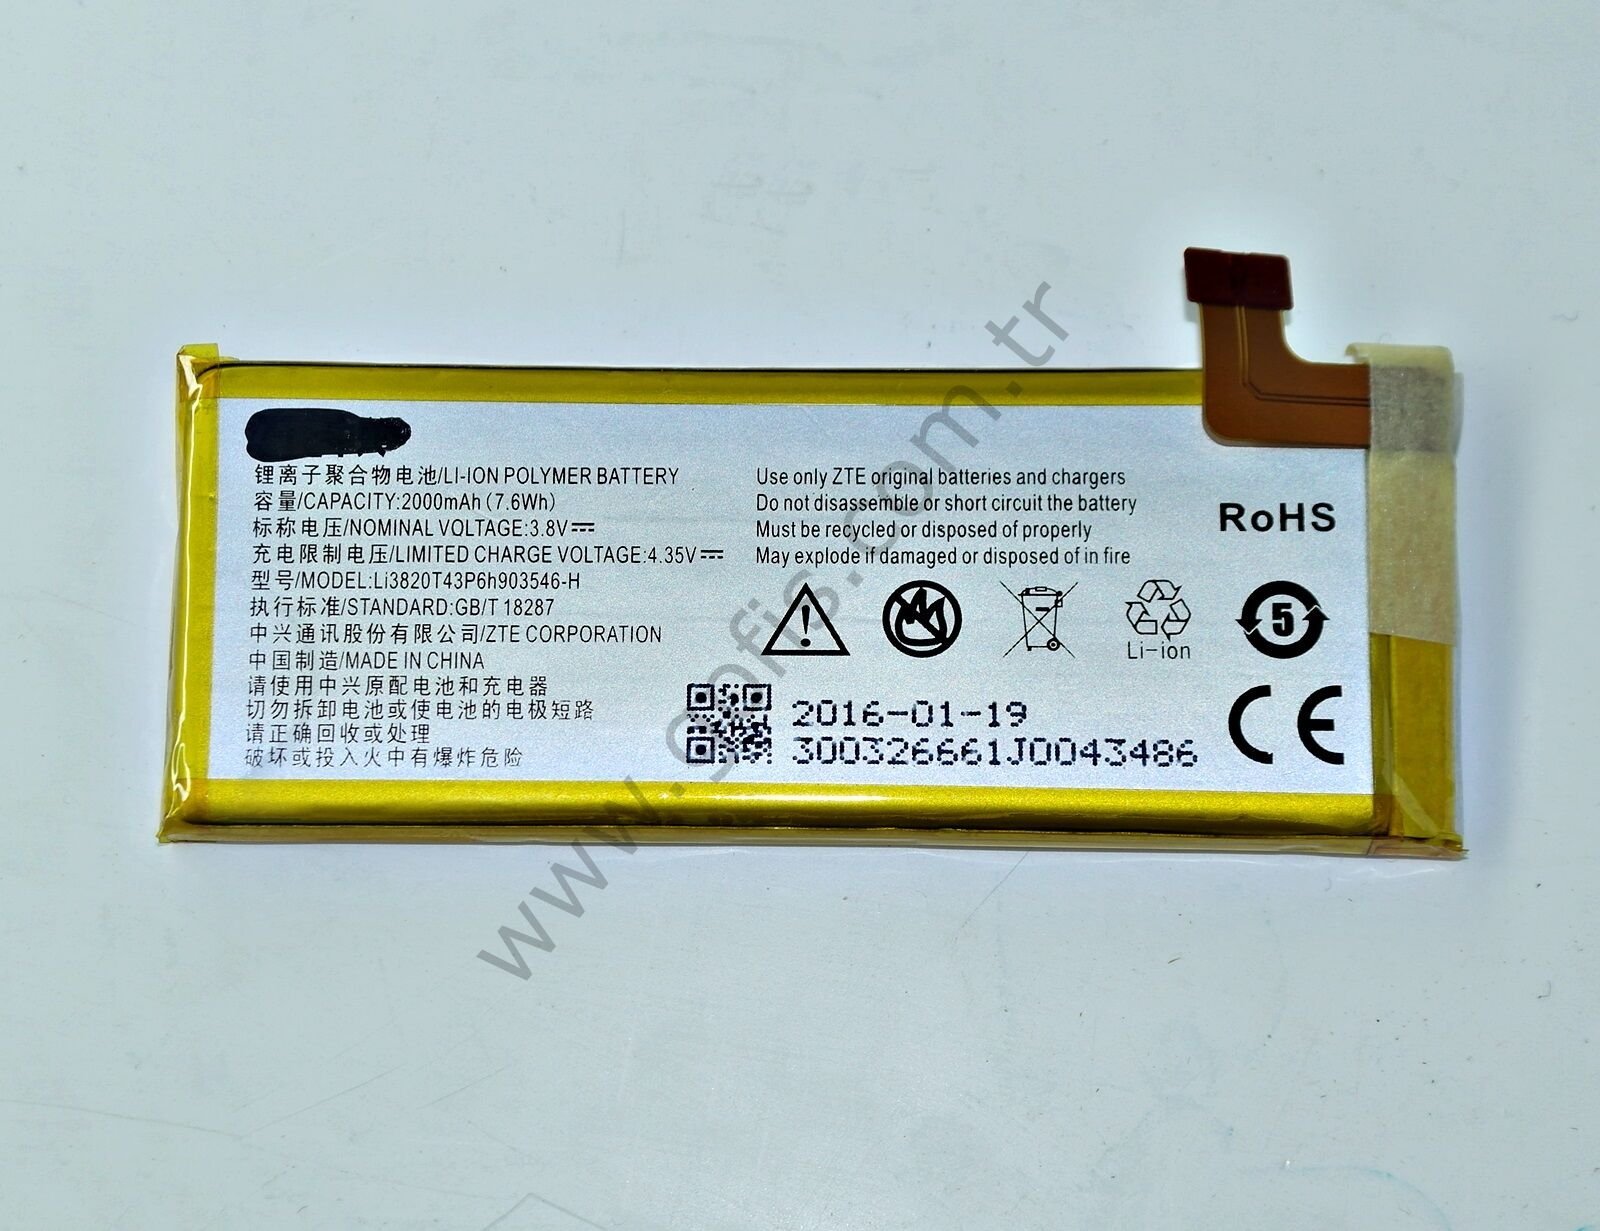 锂离子聚合物电池/LI-ION POLYMER BATTERY
容量/CAPACITY:2000mAh (7.6Wh)
标称电压/NOMINAL VOLTAGE:3.8V
充电限制电压/LIMITED CHARGE VOLTAGE:4.35V
型号/MODEL:Li3820T43P6h903546-H
执行标准/STANDARD:GB/T 18287
中兴通讯股份有限公司/ZTE CORPORATION
中国制造/MADE IN CHINA
请使用中兴原配电池和充电器
切勿拆卸电池或使电池的电极短路
请正确回收或处理
破坏或投入火中有爆炸危险
Use only ZTE original batteries and chargers
Do not disassemble or short circuit the battery
Must be recycled or disposed of properly
May explode if damaged or disposed of in fire
RoHS
Li-ion
5
2016-01-19
300326661J0043486
CE